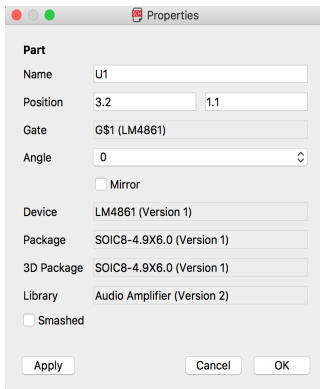 Properties
Part
Name U1
Position 3.2 1.1
Gate G$1 (LM4861)
Angle 0
Mirror
Device LM4861 (Version 1)
Package SOIC8-4.9X6.0 (Version 1)
3D Package SOIC8-4.9X6.0 (Version 1)
Library Audio Amplifier (Version 2)
Smashed
Apply Cancel OK